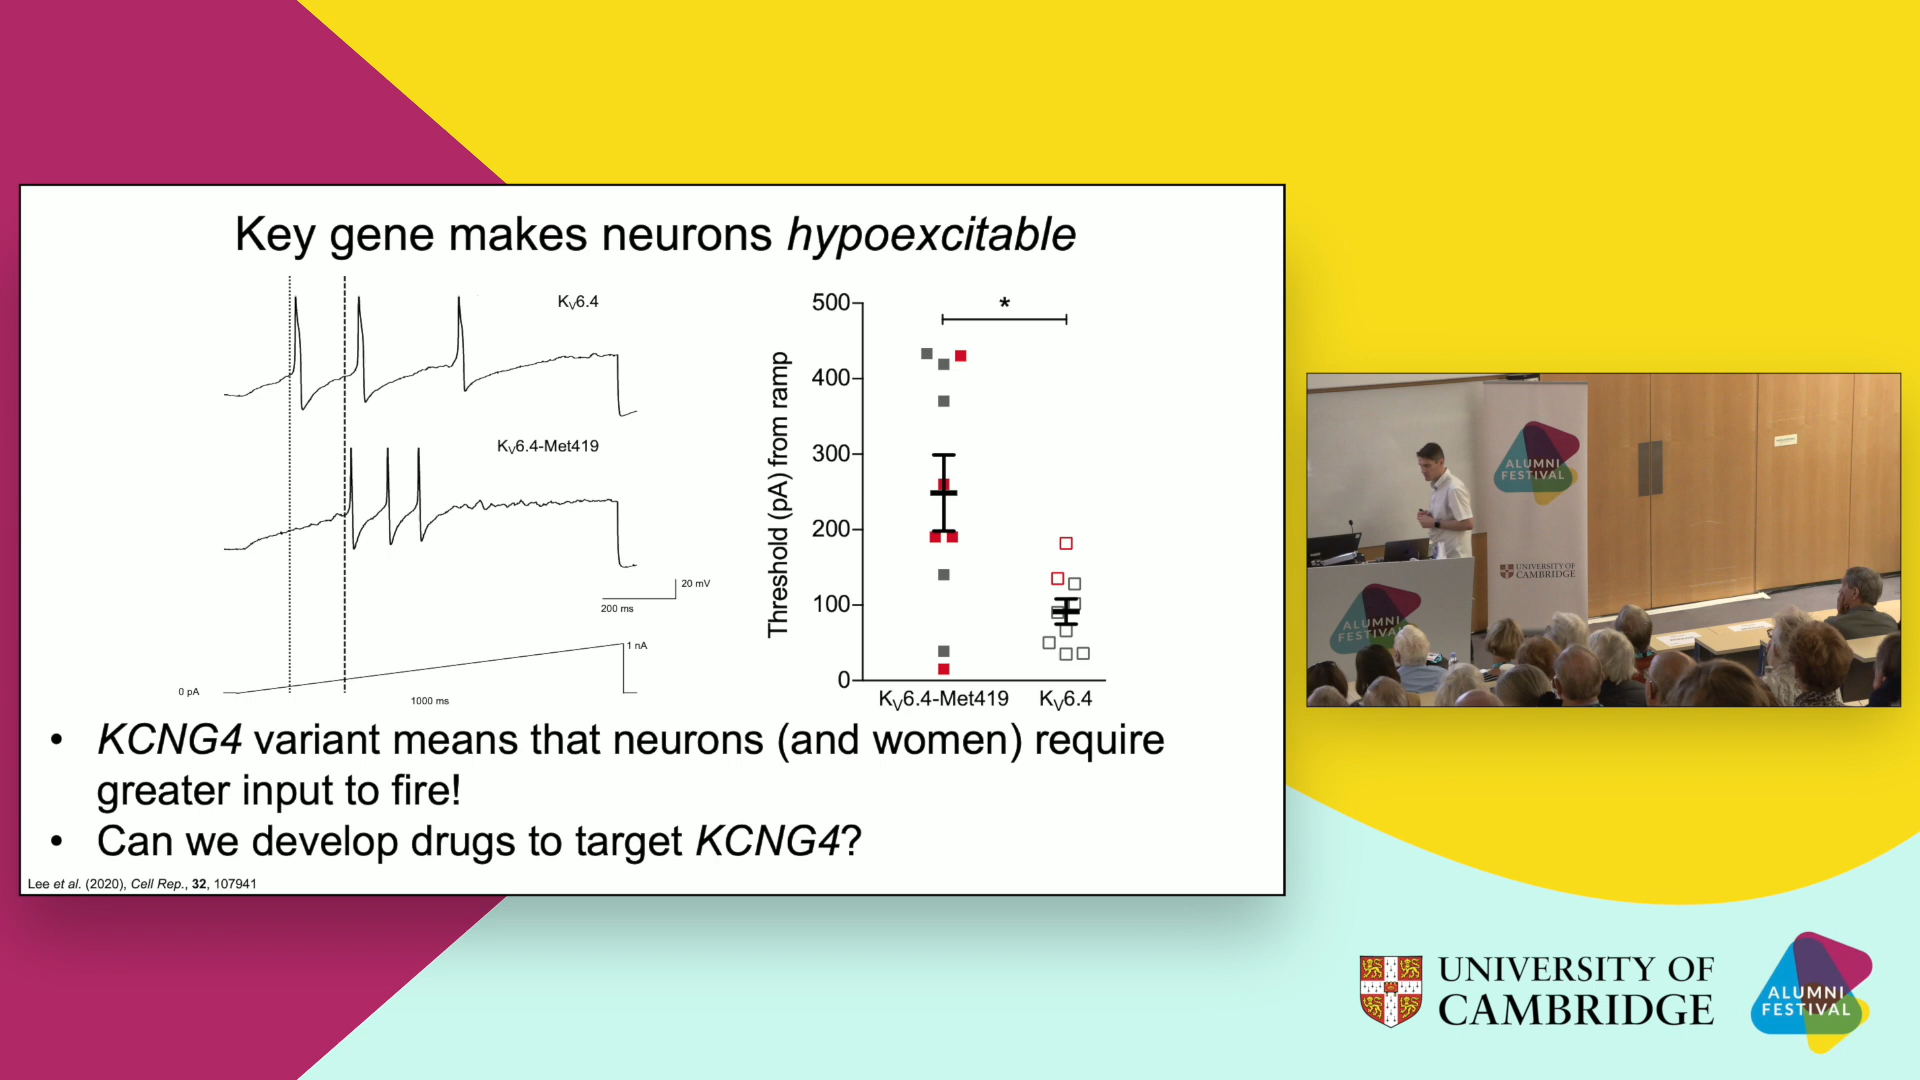 Key gene makes neurons hypoexcitable
KV6.4
KV6.4-Met419
20 mV
200 ms
1 nA
0 pA
1000 ms
Threshold (pA) from ramp
500
400
300
200
100
0
*
KV6.4-Met419
KV6.4
• KCNG4 variant means that neurons (and women) require
greater input to fire!
• Can we develop drugs to target KCNG4?
Lee et al. (2020), Cell Rep., 32, 107941
ALUMNI
FESTIVAL
UNIVERSITY OF
CAMBRIDGE
ALUMNI
FESTIVAL
UNIVERSITY OF
CAMBRIDGE
ALUMNI
FESTIVAL